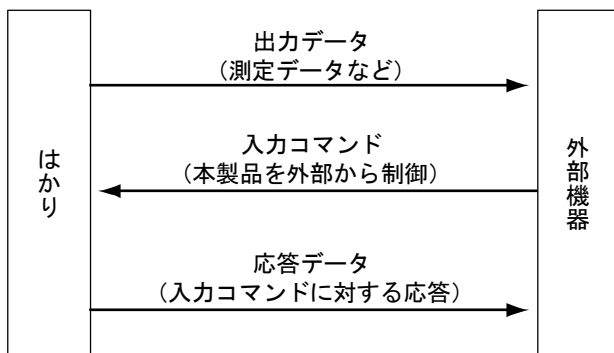 はかり
出力データ
（測定データなど）
入力コマンド
（本製品を外部から制御）
応答データ
（入力コマンドに対する応答）
外部機器